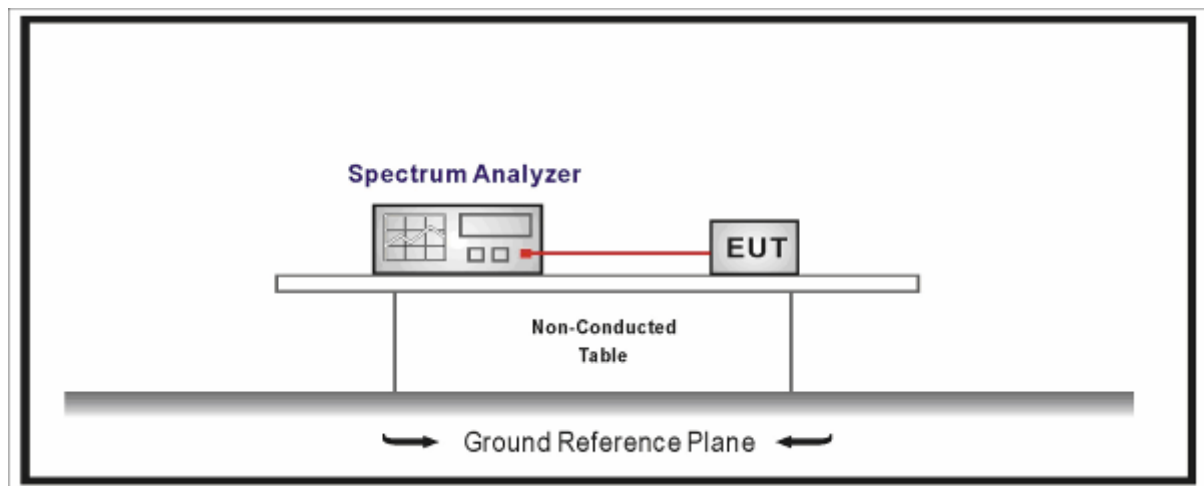 Spectrum Analyzer
EUT
Non-Conducted
Table
Ground Reference Plane